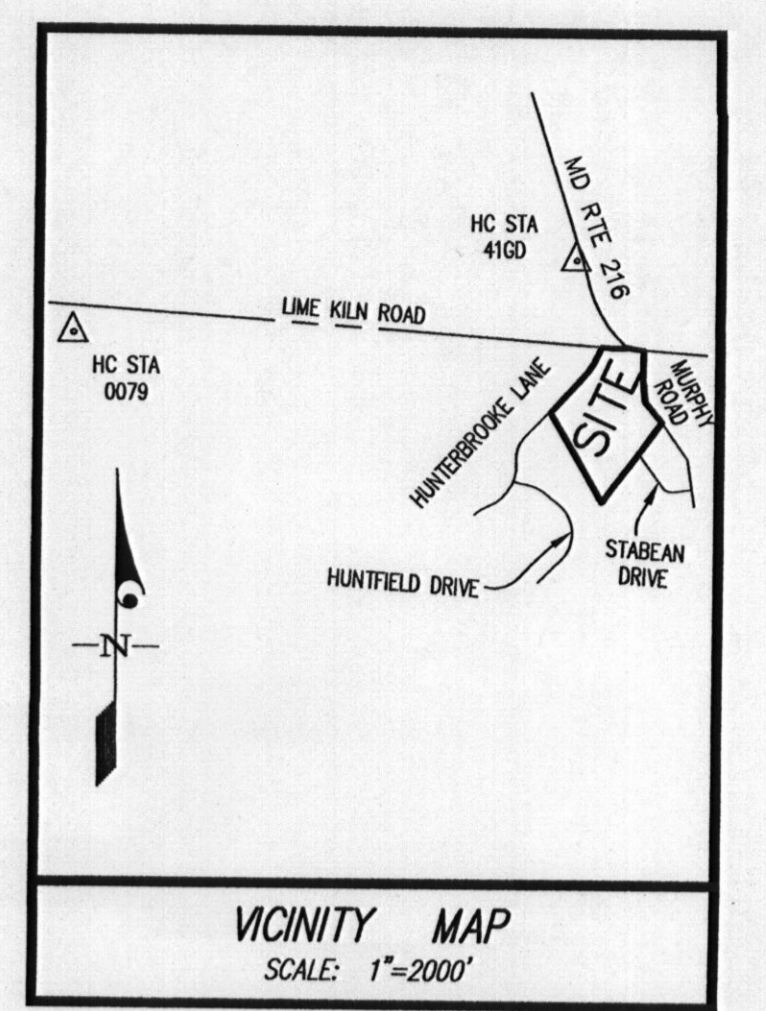 MD RTE 216
HC STA
41GD
LIME KILN ROAD
HC STA
0079
HUNTERBROOKE LANE
SITE
MURPHY
ROAD
STABEAN
DRIVE
HUNTFIELD DRIVE
N
VICINITY MAP
SCALE: 1"=2000'